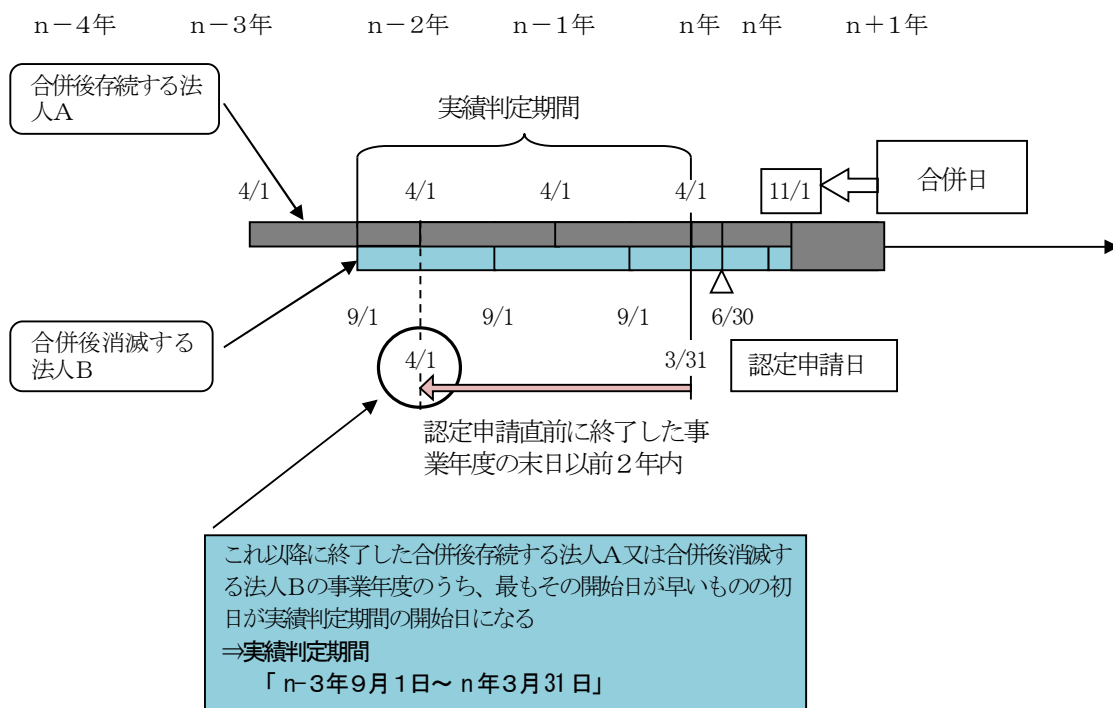 n－4年 n－3年 n－2年 n－1年 n年 n年 n＋1年
合併後存続する法
人A
実績判定期間
合併日
4/1 4/1 4/1 4/1 11/1
9/1 9/1 9/1 6/30
合併後消滅する
法人B
4/1 3/31 認定申請日
認定申請直前に終了した事
業年度の末日以前２年内
これ以降に終了した合併後存続する法人A又は合併後消滅す
る法人Bの事業年度のうち、最もその開始日が早いものの初
日が実績判定期間の開始日になる
⇒実績判定期間
「 n-3年９月１日～ n 年３月31 日」